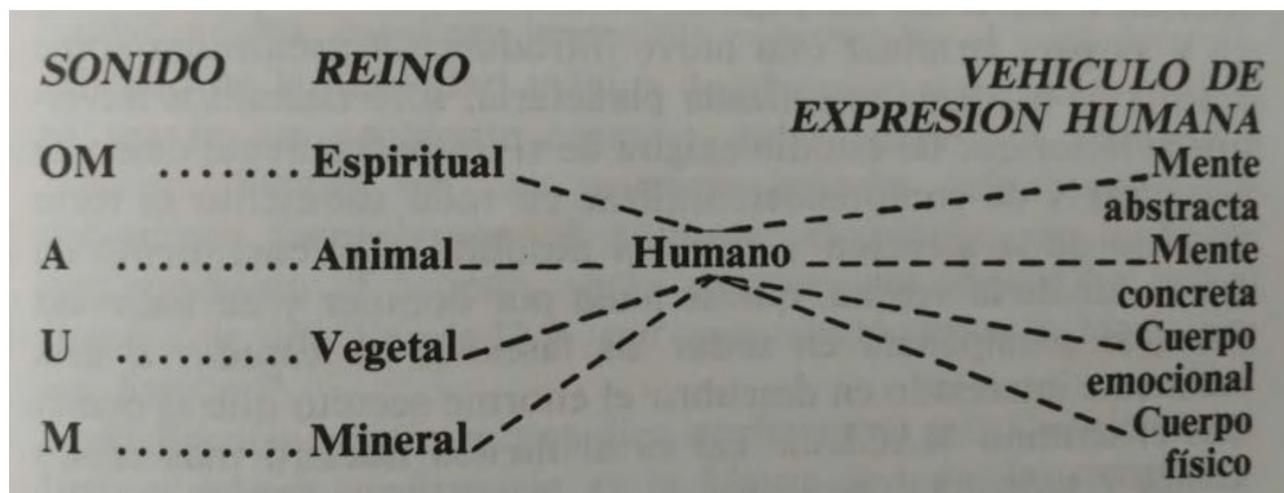 SONIDO REINO VEHICULO DE
EXPRESION HUMANA
OM ....... Espiritual Mente
abstracta
A ......... Animal Humano Mente
concreta
U ......... Vegetal Cuerpo
emocional
M ......... Mineral Cuerpo
físico